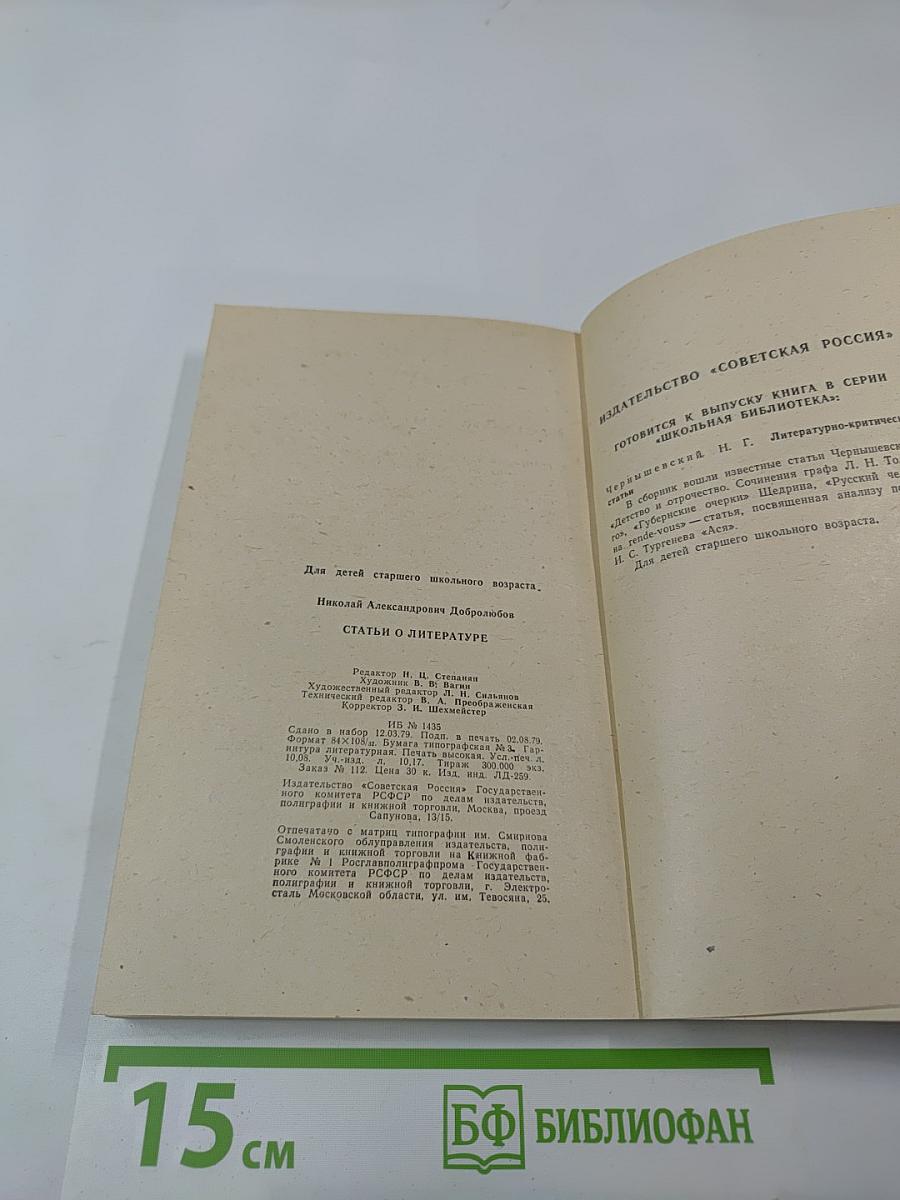 Для детей старшего школьного возраста
Николай Александрович Добролюбов
СТАТЬИ О ЛИТЕРАТУРЕ
Редактор Н. Ц. Степанян
Художник В. В. Вагин
Художественный редактор Л. Н. Сильянов
Технический редактор В. А. Преображенская
Корректор З. И. Шехмейстер
ИБ № 1435
Сдано в набор 12.03.79. Подп. в печать 02.08.79.
Формат 84×108/32. Бумага типографская №3. Гар-
нитура литературная. Печать высокая. Усл.-печ. л.
10,08. Уч.-изд. л. 10,17. Тираж 300.000 экз.
Заказ № 112. Цена 30 к. Изд. инд. ЛД-259.
Издательство «Советская Россия» Государствен-
ного комитета РСФСР по делам издательств,
полиграфии и книжной торговли, Москва, проезд
Сапунова, 13/15.
Отпечатано с матриц типографии им. Смирнова
Смоленского облуправления издательств, поли-
графии и книжной торговли на Книжной фаб-
рике № 1 Росглавполиграфпрома Государствен-
ного комитета РСФСР по делам издательств,
полиграфии и книжной торговли, г. Электро-
сталь Московской области, ул. им. Тевосяна, 25.
ИЗДАТЕЛЬСТВО «СОВЕТСКАЯ РОССИЯ»
ГОТОВИТСЯ К ВЫПУСКУ КНИГА В СЕРИИ
«ШКОЛЬНАЯ БИБЛИОТЕКА»:
Чернышевский Н. Г. Литературно-критическ
статьи
В сборник вошли известные статьи Чернышевск
«Детство и отрочество. Сочинения графа Л. Н. То
го», «Губернские очерки» Щедрина, «Русский че
на rende-vous» — статья, посвященная анализу по
И. С. Тургенева «Ася».
Для детей старшего школьного возраста.
15 см
БФ БИБЛИОФАН